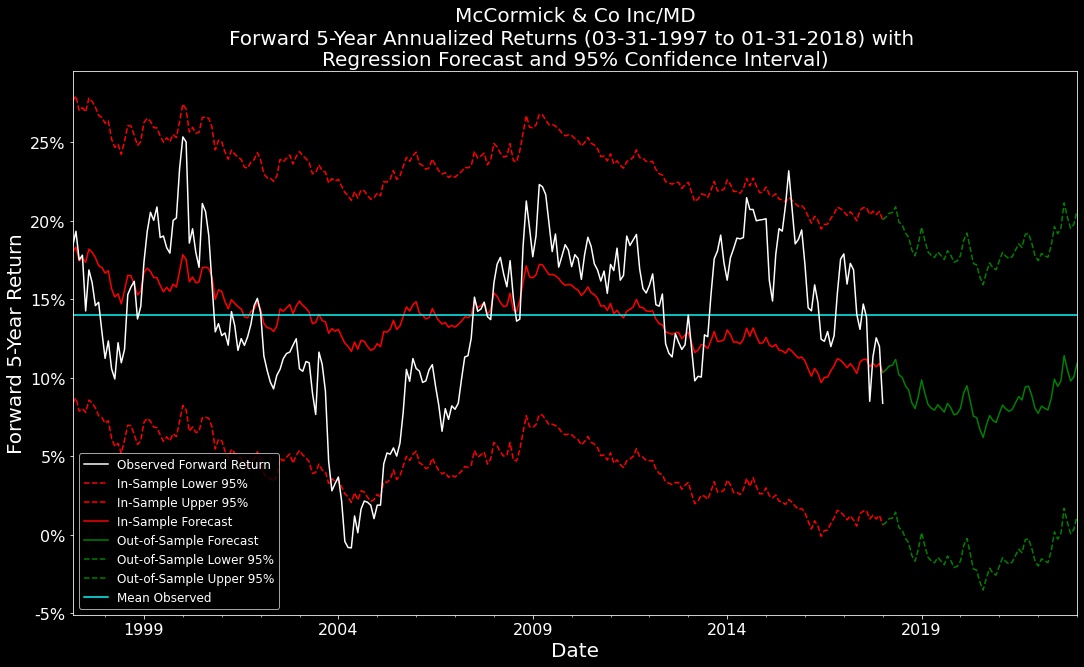 McCormick & Co Inc/MD
Forward 5-Year Annualized Returns (03-31-1997 to 01-31-2018) with
Regression Forecast and 95% Confidence Interval)
Forward 5-Year Return
25%
20%
15%
10%
5%
0%
-5%
Observed Forward Return
In-Sample Lower 95%
In-Sample Upper 95%
In-Sample Forecast
Out-of-Sample Forecast
Out-of-Sample Lower 95%
Out-of-Sample Upper 95%
Mean Observed
1999 2004 2009 2014 2019
Date